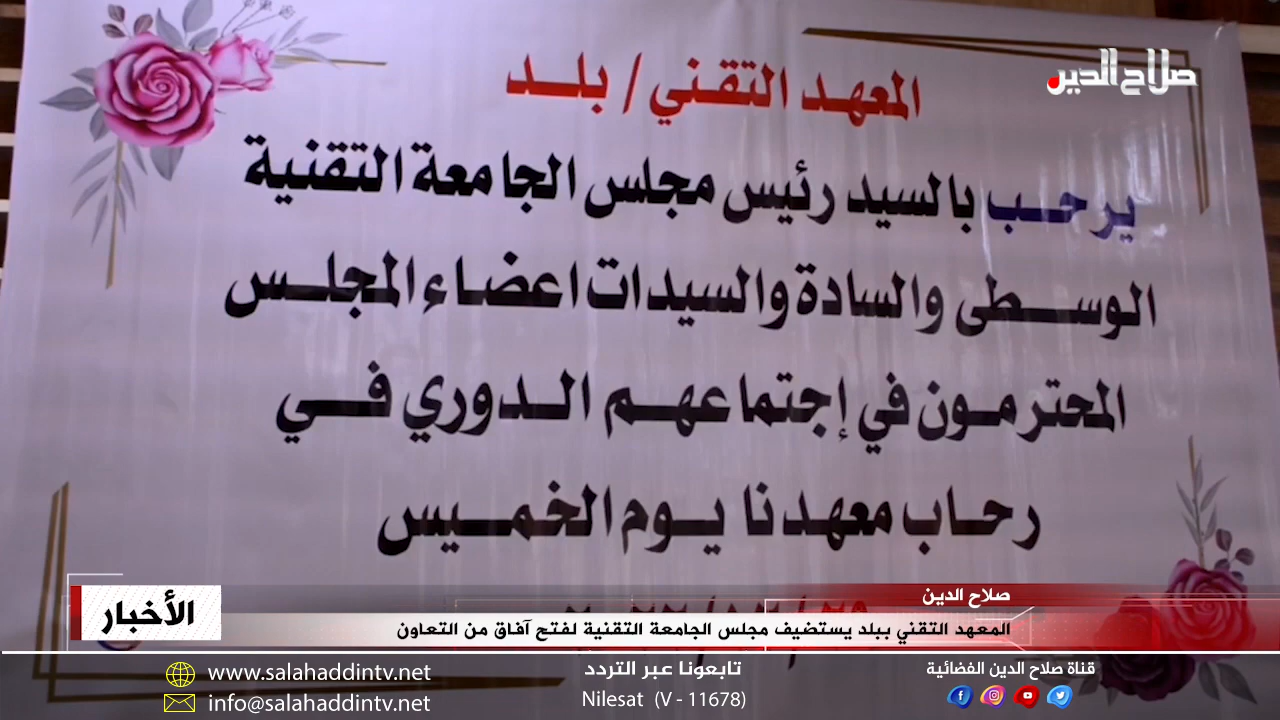 صلاح الدين
المعهد التقني / بلد
يرحب بالسيد رئيس مجلس الجامعة التقنية
الوسطى والسادة والسيدات اعضاء المجلس
المحترمون في إجتماعهم الدوري في
رحاب معهدنا يوم الخميس
صلاح الدين
الأخبار
المعهد التقني ببلد يستضيف مجلس الجامعة التقنية لفتح آفاق من التعاون
قناة صلاح الدين الفضائية
تابعونا عبر التردد
Nilesat (V - 11678)
www.salahaddintv.net
info@salahaddintv.net